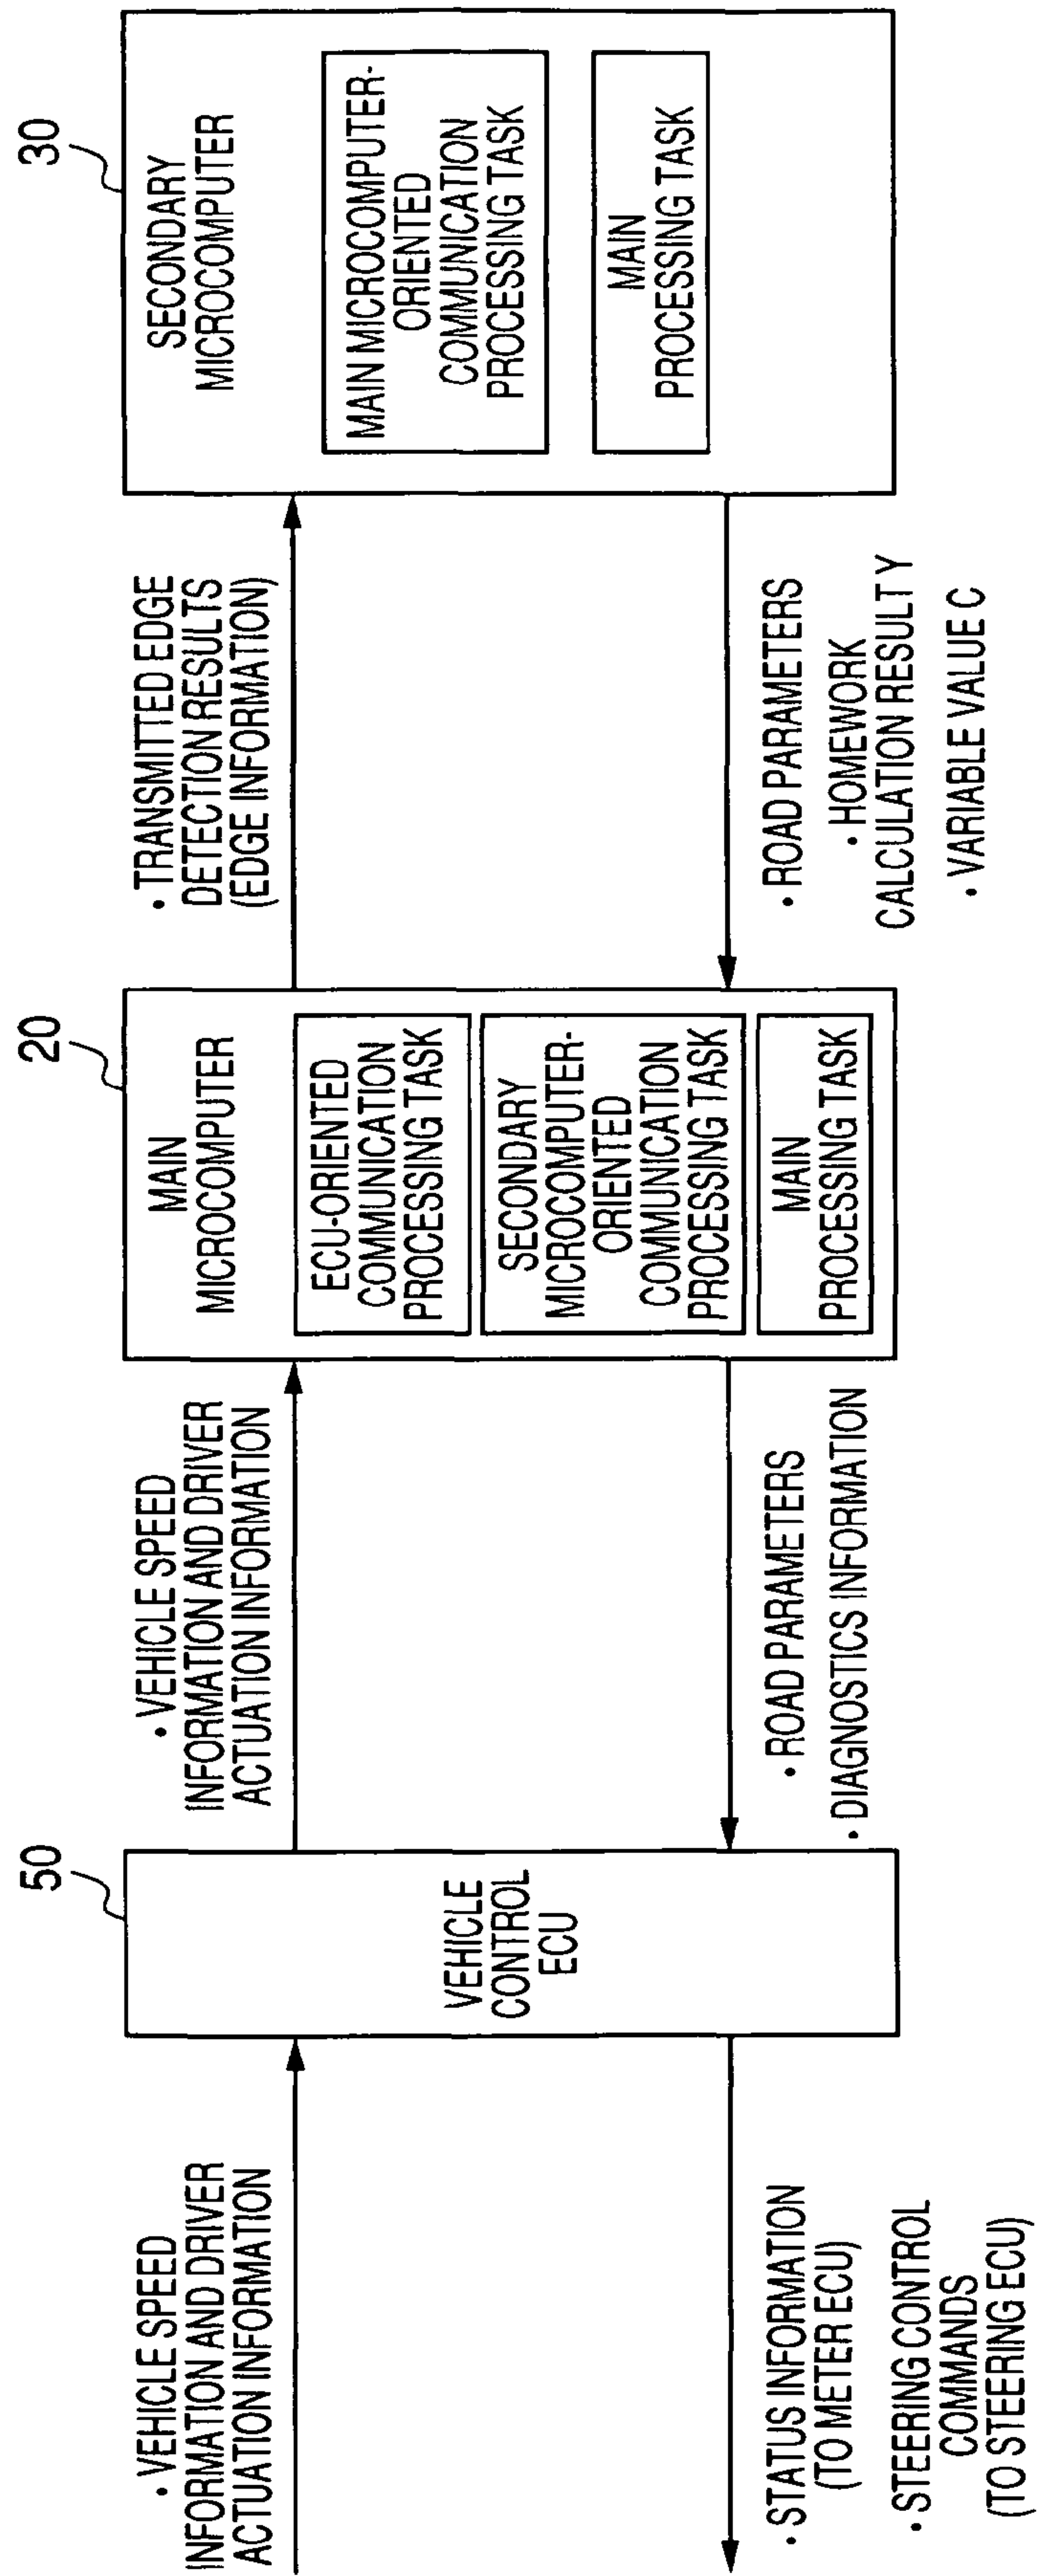 • VEHICLE SPEED
INFORMATION AND DRIVER
ACTUATION INFORMATION
• STATUS INFORMATION
(TO METER ECU)
• STEERING CONTROL
COMMANDS
(TO STEERING ECU)
50
VEHICLE
CONTROL
ECU
• VEHICLE SPEED
INFORMATION AND DRIVER
ACTUATION INFORMATION
• ROAD PARAMETERS
• DIAGNOSTICS INFORMATION
20
MAIN
MICROCOMPUTER
ECU-ORIENTED
COMMUNICATION
PROCESSING TASK
SECONDARY
MICROCOMPUTER-
ORIENTED
COMMUNICATION
PROCESSING TASK
MAIN
PROCESSING TASK
• TRANSMITTED EDGE
DETECTION RESULTS
(EDGE INFORMATION)
• ROAD PARAMETERS
• HOMEWORK
CALCULATION RESULT Y
• VARIABLE VALUE C
30
SECONDARY
MICROCOMPUTER
MAIN MICROCOMPUTER-
ORIENTED
COMMUNICATION
PROCESSING TASK
MAIN
PROCESSING TASK